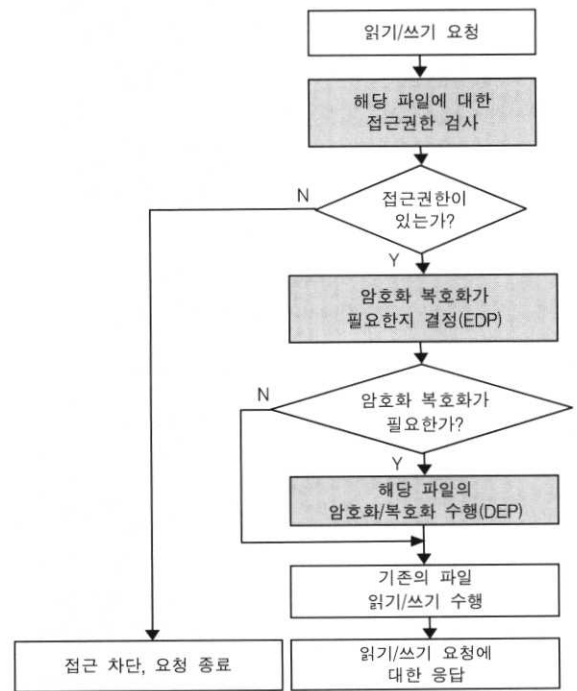 읽기/쓰기 요청
해당 파일에 대한
접근권한 검사
접근권한이
있는가?
N
Y
암호화 복호화가
필요한지 결정(EDP)
암호화 복호화가
필요한가?
N
Y
해당 파일의
암호화/복호화 수행(DEP)
기존의 파일
읽기/쓰기 수행
접근 차단, 요청 종료
읽기/쓰기 요청에
대한 응답